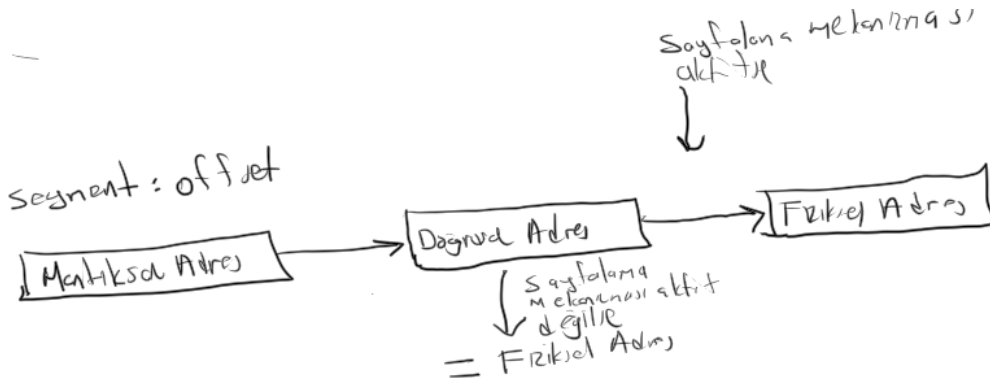 Sayfalama mekanizması
aktifse
segment : offset
Mantıksal Adres
Doğrusal Adres
Fiziksel Adres
Sayfalama
mekanizması aktif
değilse
= Fiziksel Adres